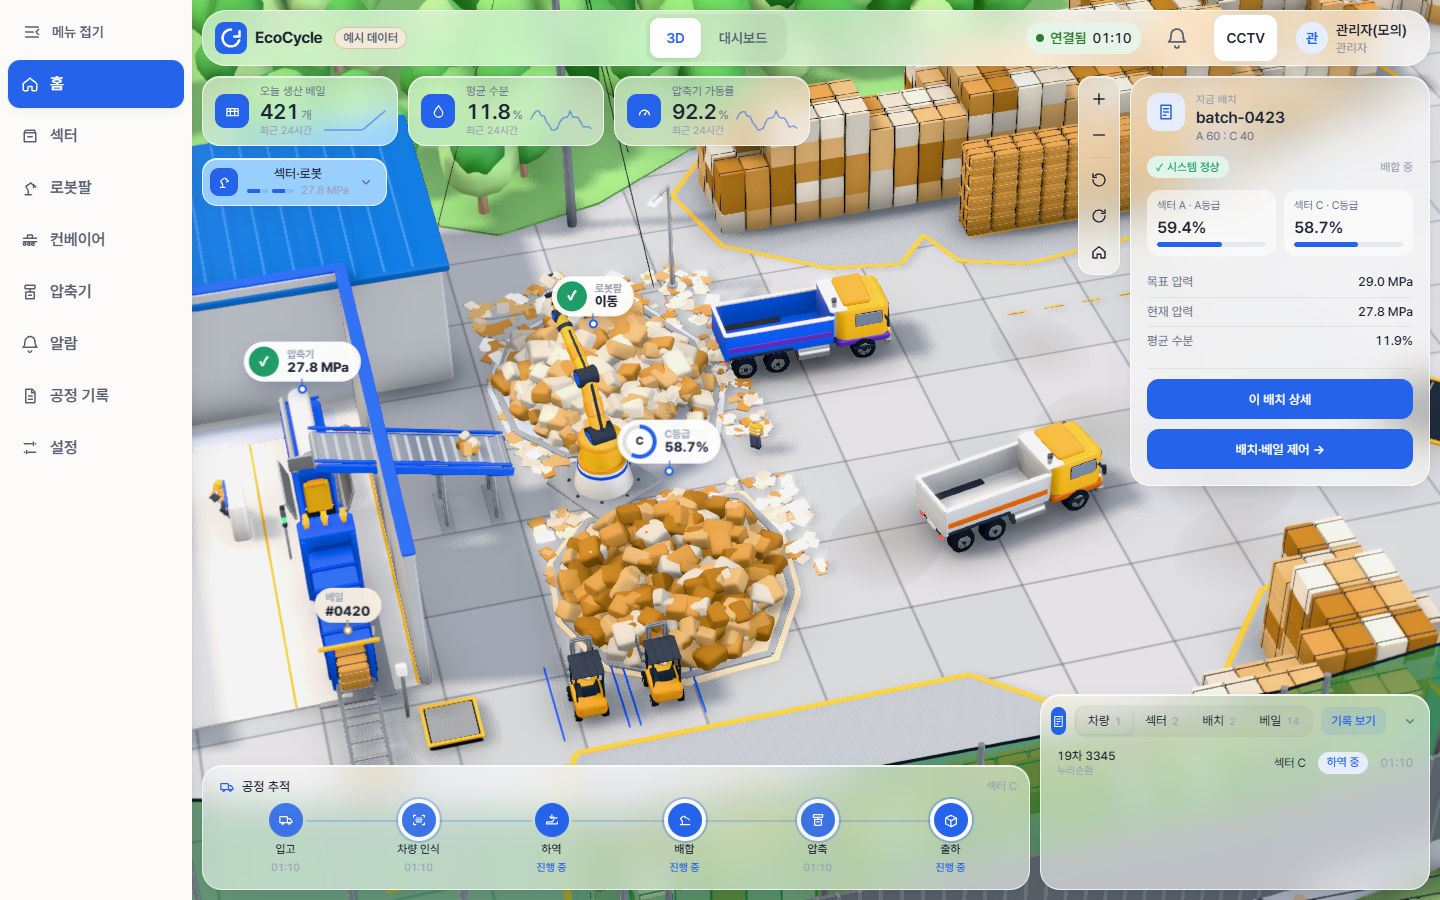 메뉴 접기
홈
섹터
로봇팔
컨베이어
압축기
알람
공정 기록
설정
EcoCycle
예시 데이터
3D
대시보드
연결됨 01:10
CCTV
관
관리자(모의)
관리자
오늘 생산 베일
421 개
최근 24시간
평균 수분
11.8 %
최근 24시간
압축기 가동률
92.2 %
최근 24시간
섹터·로봇
27.8 MPa
지금 배치
batch-0423
A 60 : C 40
✓ 시스템 정상
배합 중
섹터 A · A등급
59.4%
섹터 C · C등급
58.7%
목표 압력 29.0 MPa
현재 압력 27.8 MPa
평균 수분 11.9%
이 배치 상세
배치·베일 제어 →
로봇팔
이동
압축기
27.8 MPa
C
C등급
58.7%
베일
#0420
공정 추적
섹터 C
입고
01:10
차량 인식
01:10
하역
진행 중
배합
진행 중
압축
01:10
출하
진행 중
차량 1
섹터 2
배치 2
베일 14
기록 보기
19차 3345
누리순환
섹터 C
하역 중
01:10